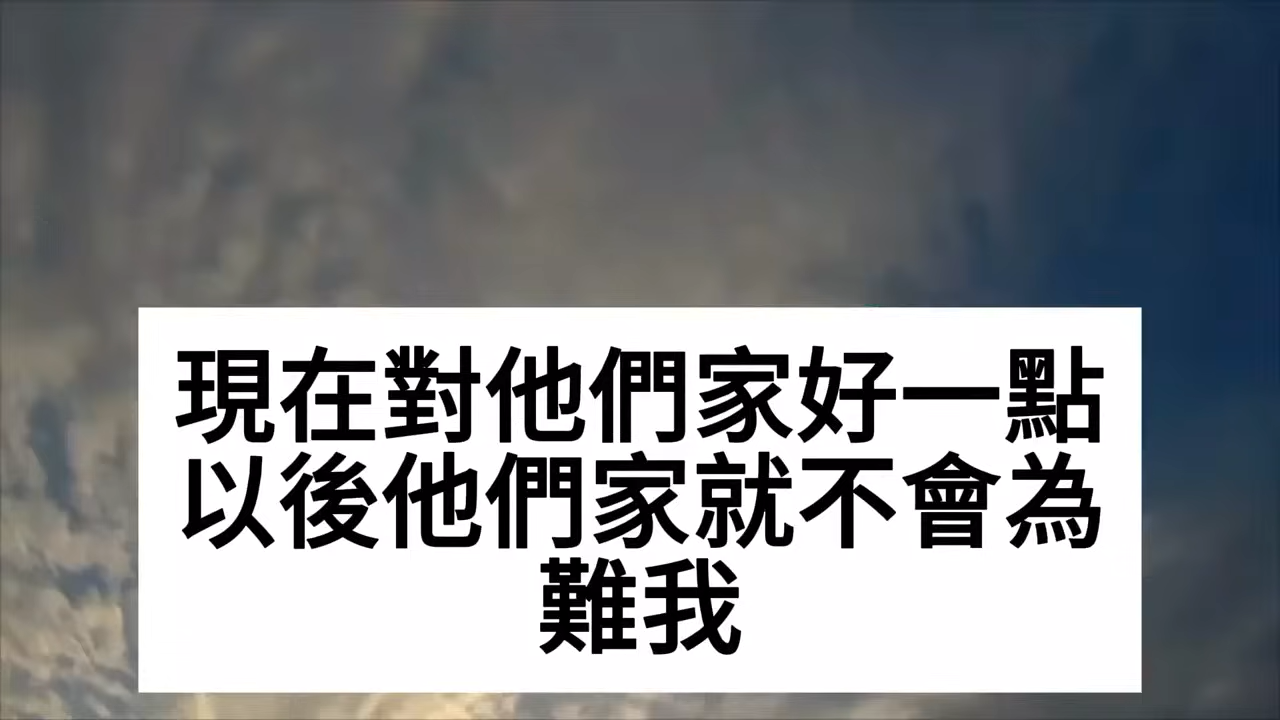 現在對他們家好一點
以後他們家就不會為
難我